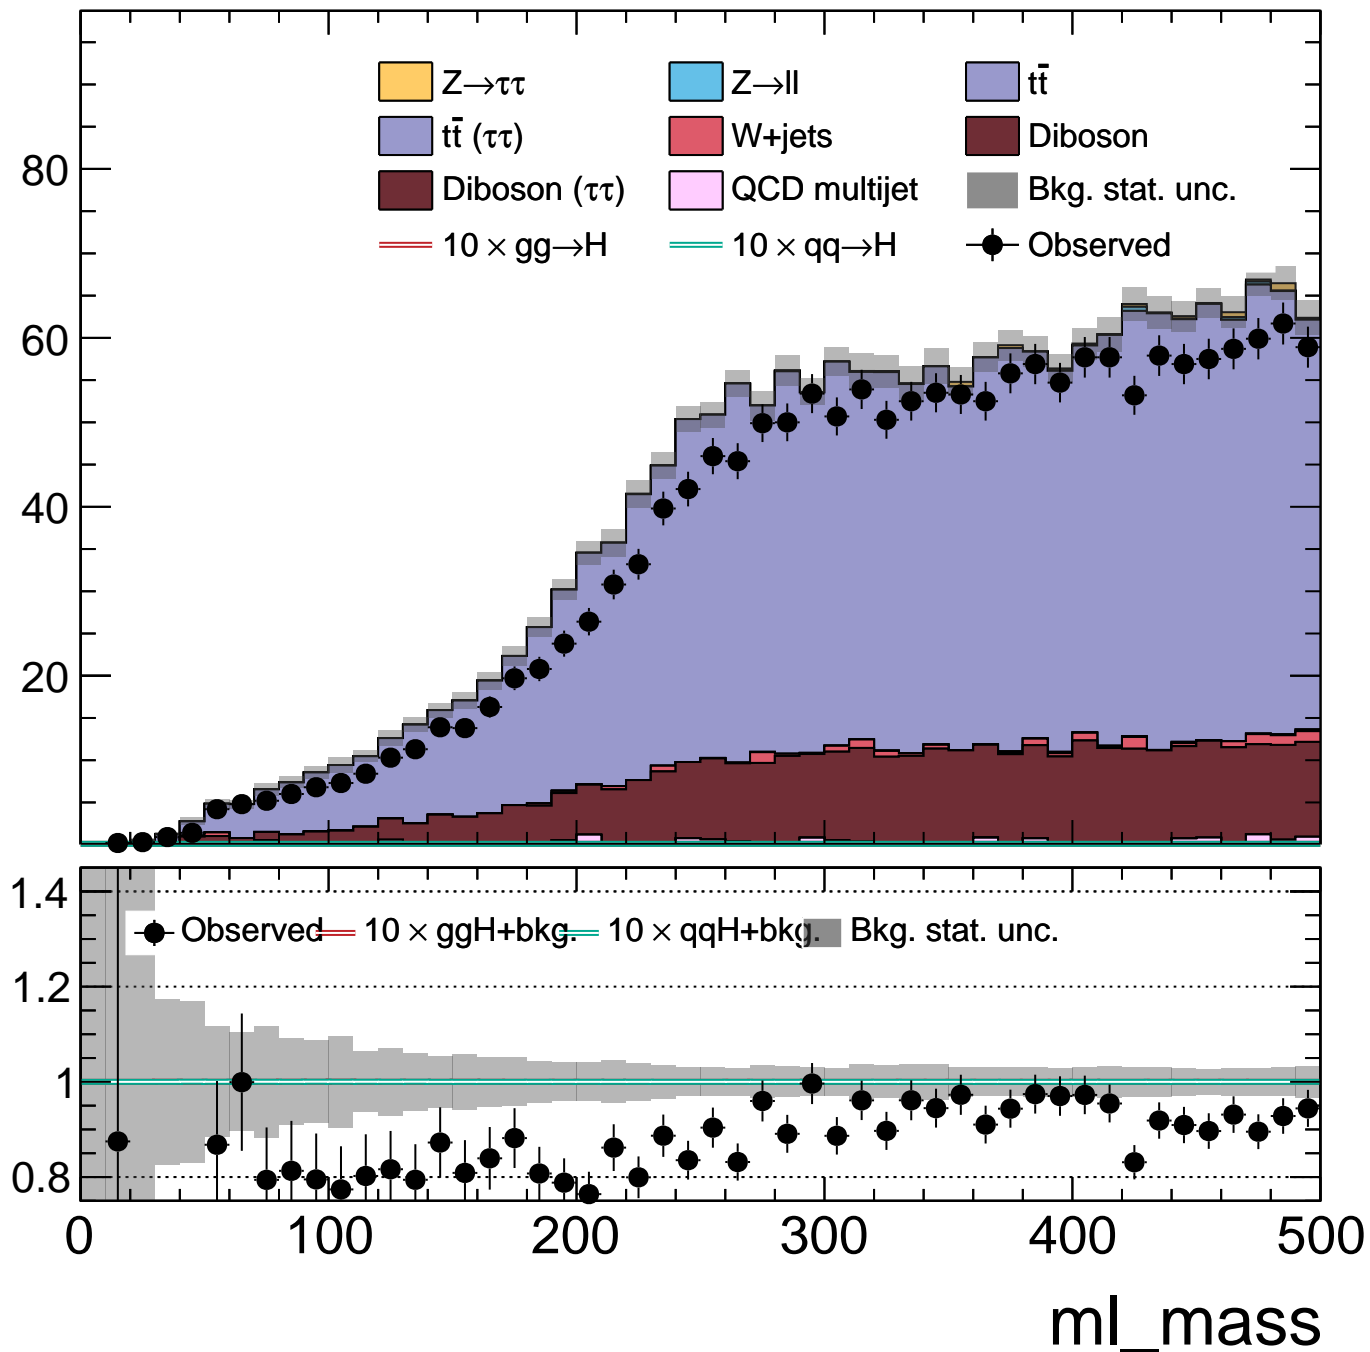 Z→ττ Z→ll tt̄
tt̄ (ττ) W+jets Diboson
Diboson (ττ) QCD multijet Bkg. stat. unc.
10 × gg→H 10 × qq→H Observed
80
60
40
20
1.4
Observed 10 × ggH+bkg. 10 × qqH+bkg. Bkg. stat. unc.
1.2
1
0.8
0 100 200 300 400 500
ml_mass